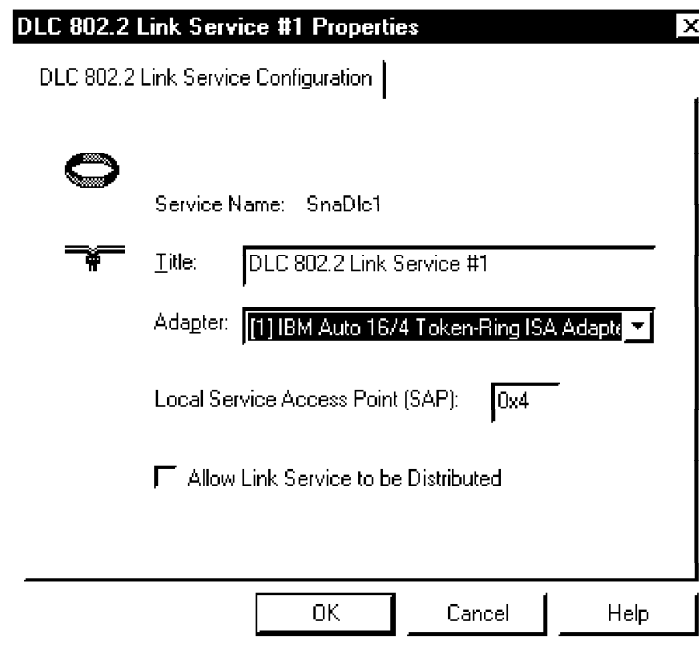 DLC 802.2 Link Service #1 Properties
DLC 802.2 Link Service Configuration
Service Name: SnaDlc1
Title: DLC 802.2 Link Service #1
Adapter: [1] IBM Auto 16/4 Token-Ring ISA Adapte
Local Service Access Point (SAP): 0x4
Allow Link Service to be Distributed
OK Cancel Help